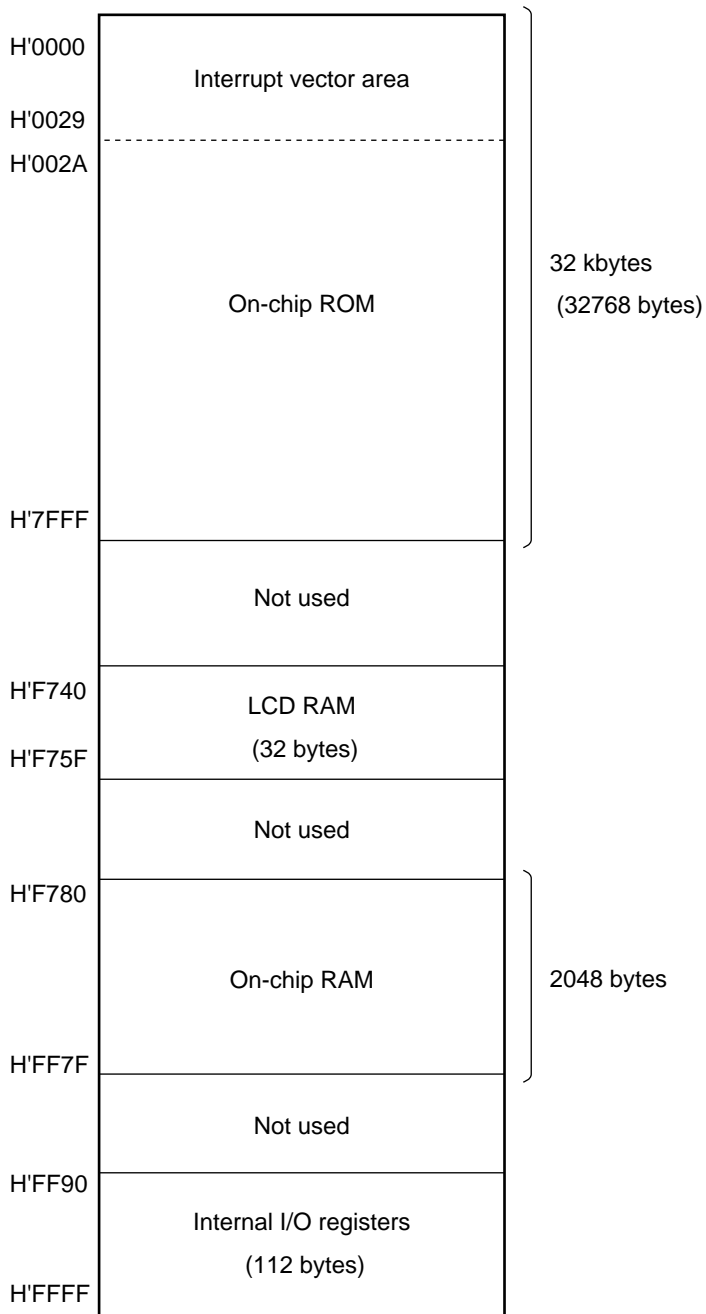 H'0000
Interrupt vector area
H'0029
H'002A
On-chip ROM
32 kbytes
(32768 bytes)
H'7FFF
Not used
H'F740
LCD RAM
(32 bytes)
H'F75F
Not used
H'F780
On-chip RAM
2048 bytes
H'FF7F
Not used
H'FF90
Internal I/O registers
(112 bytes)
H'FFFF